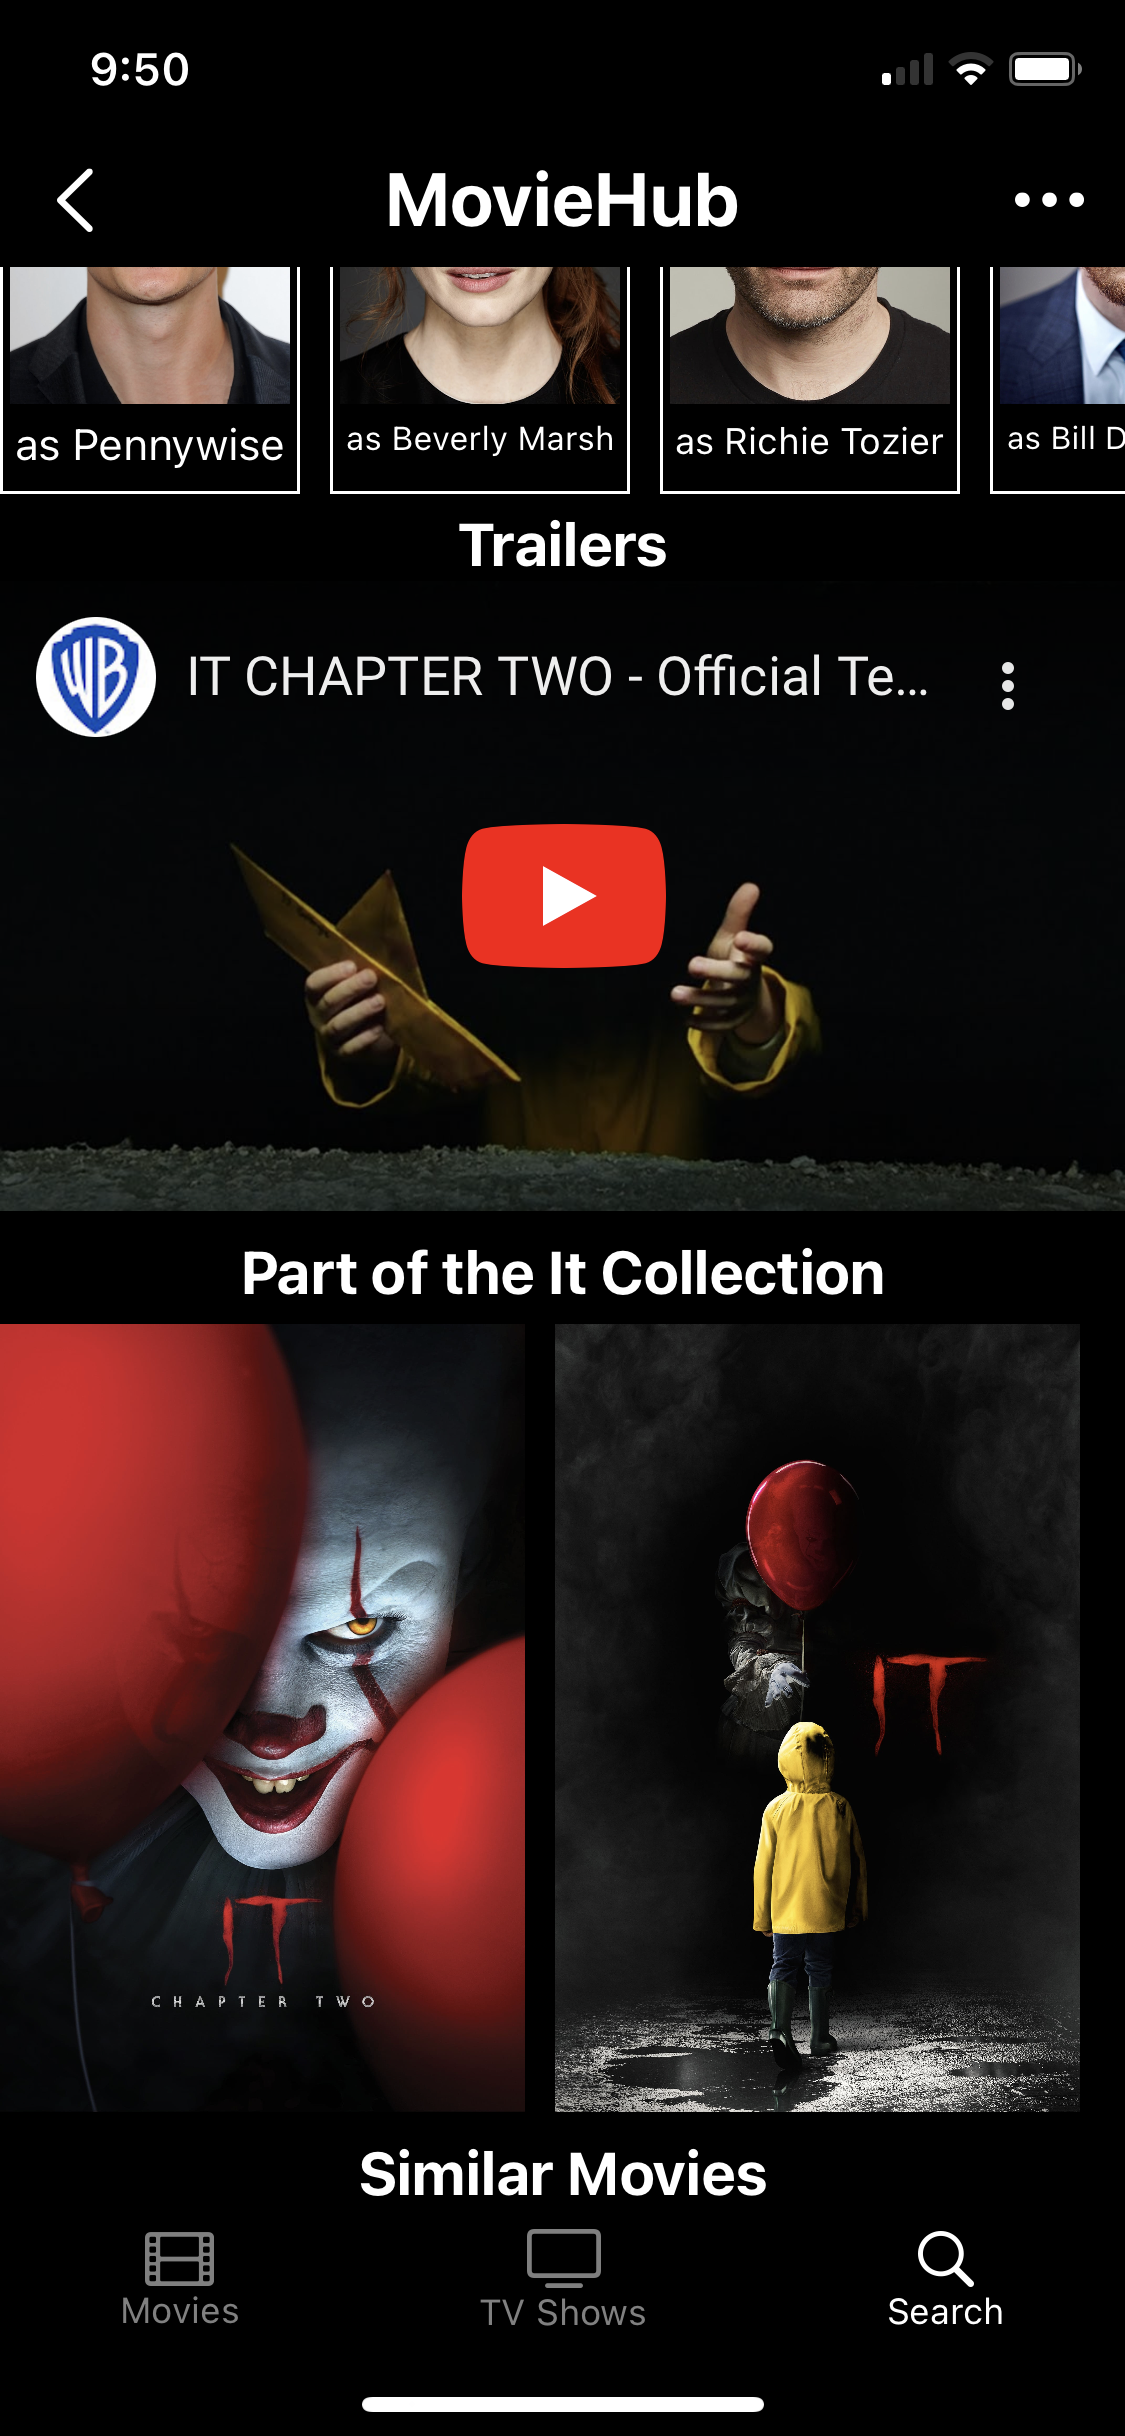 9:50
MovieHub
as Pennywise
as Beverly Marsh
as Richie Tozier
as Bill D
Trailers
WB
IT CHAPTER TWO - Official Te...
Part of the It Collection
IT
CHAPTER TWO
IT
Similar Movies
Movies
TV Shows
Search